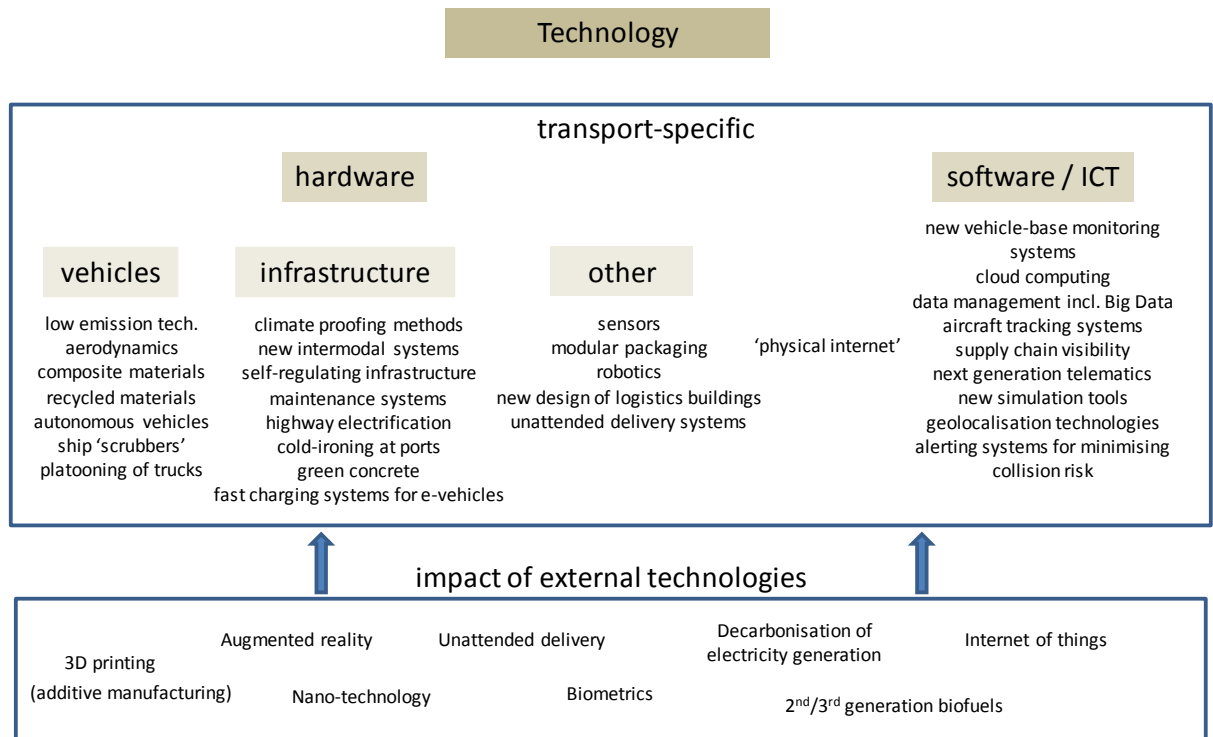 Technology
transport-specific
hardware
software / ICT
vehicles
infrastructure
other
low emission tech.
aerodynamics
composite materials
recycled materials
autonomous vehicles
ship ‘scrubbers’
platooning of trucks
climate proofing methods
new intermodal systems
self-regulating infrastructure
maintenance systems
highway electrification
cold-ironing at ports
green concrete
fast charging systems for e-vehicles
sensors
modular packaging
robotics
new design of logistics buildings
unattended delivery systems
‘physical internet’
new vehicle-base monitoring
systems
cloud computing
data management incl. Big Data
aircraft tracking systems
supply chain visibility
next generation telematics
new simulation tools
geolocalisation technologies
alerting systems for minimising
collision risk
impact of external technologies
3D printing
(additive manufacturing)
Augmented reality
Nano-technology
Unattended delivery
Biometrics
Decarbonisation of
electricity generation
2nd/3rd generation biofuels
Internet of things